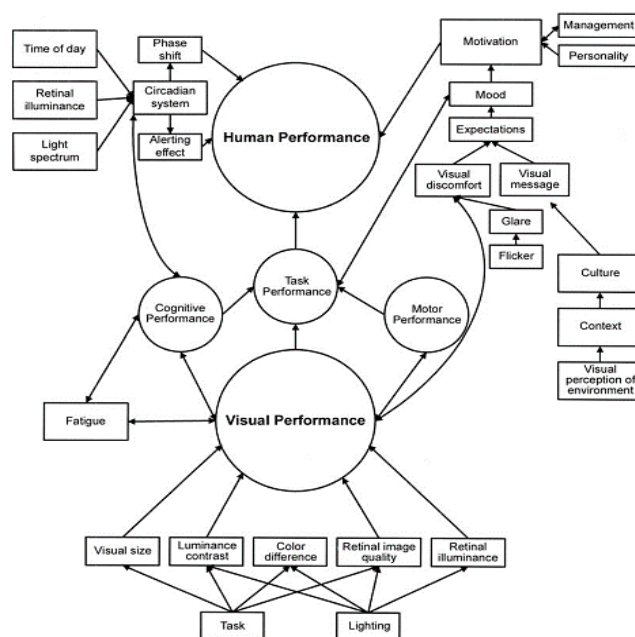 Time of day
Retinal
illuminance
Light
spectrum
Phase
shift
Circadian
system
Alerting
effect
Human Performance
Motivation
Management
Personality
Mood
Expectations
Visual
discomfort
Visual
message
Glare
Flicker
Culture
Context
Visual
perception of
environment
Cognitive
Performance
Task
Performance
Motor
Performance
Fatigue
Visual Performance
Visual size
Luminance
contrast
Color
difference
Retinal image
quality
Retinal
illuminance
Task
Lighting